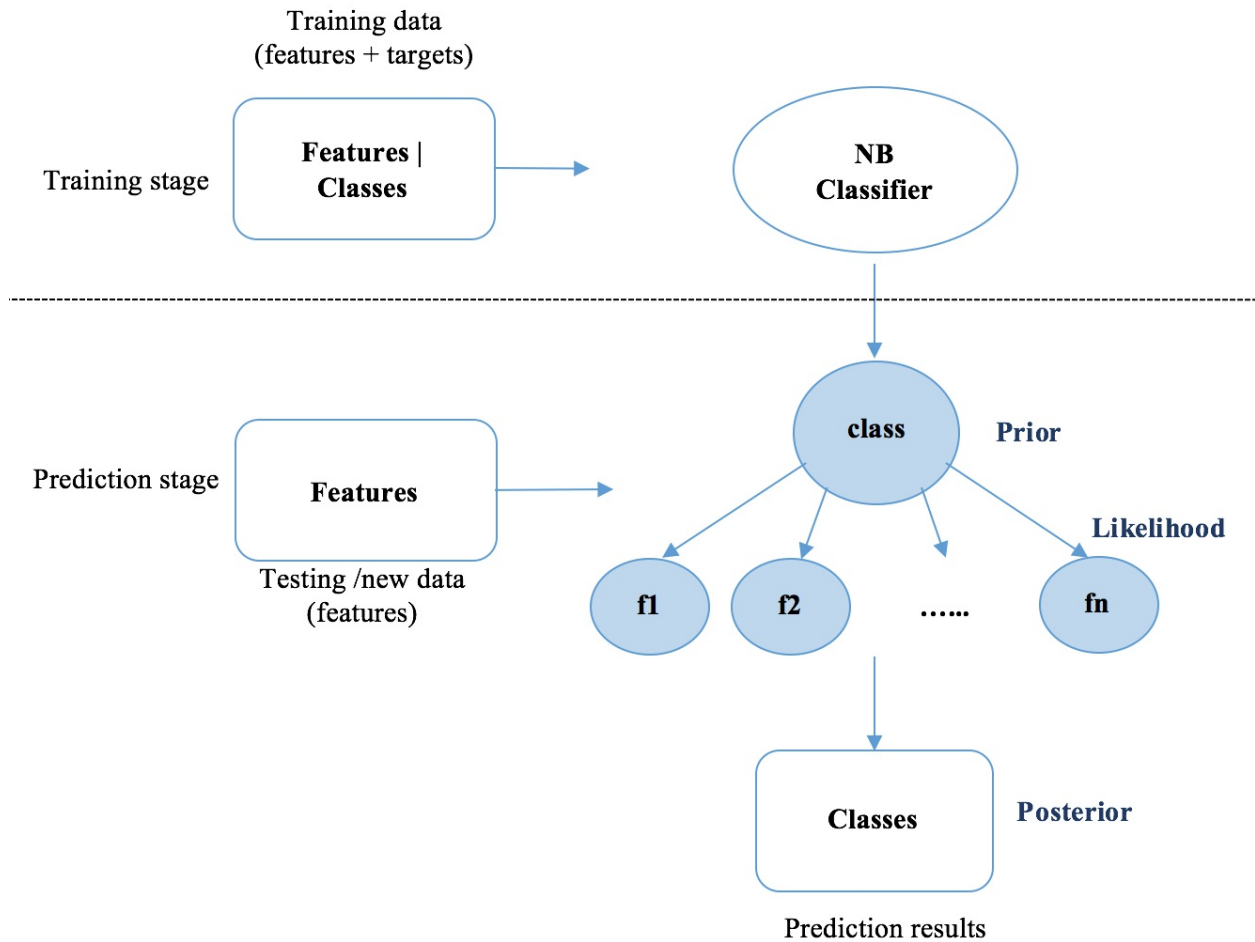 Training data
(features + targets)
Features |
Classes
NB
Classifier
Training stage
class
Prior
Prediction stage
Features
Likelihood
Testing /new data
(features)
f1
f2
…...
fn
Classes
Posterior
Prediction results